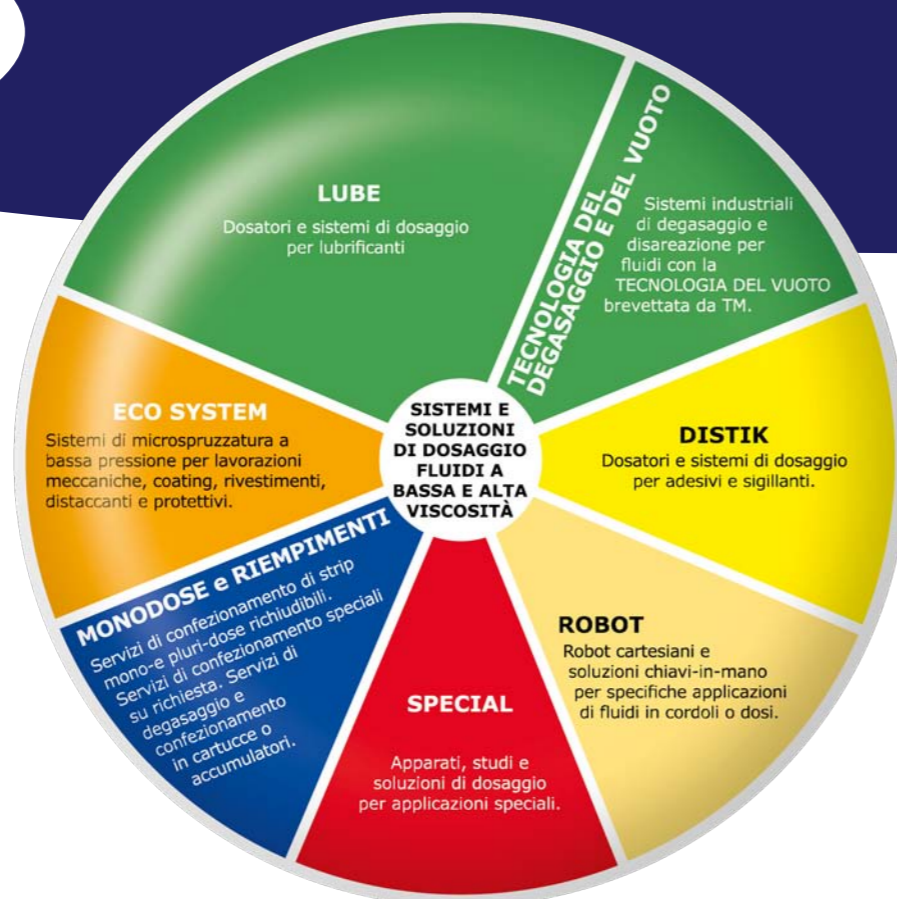 LUBE
Dosatori e sistemi di dosaggio
per lubrificanti
TECNOLOGIA DEL
DEGASAGGIO E DEL VUOTO
Sistemi industriali
di degasaggio e
disareazione per
fluidi con la
TECNOLOGIA DEL VUOTO
brevettata da TM.
DISTIK
Dosatori e sistemi di dosaggio
per adesivi e sigillanti.
ROBOT
Robot cartesiani e
soluzioni chiavi-in-mano
per specifiche applicazioni
di fluidi in cordoli o dosi.
SPECIAL
Apparati, studi e
soluzioni di dosaggio
per applicazioni speciali.
MONODOSE e RIEMPIMENTI
Servizi di confezionamento di strip
mono-e pluri-dose richiudibili.
Servizi di confezionamento speciali
su richiesta. Servizi di
degasaggio e
confezionamento
in cartucce o
accumulatori.
ECO SYSTEM
Sistemi di microspruzzatura a
bassa pressione per lavorazioni
meccaniche, coating, rivestimenti,
distaccanti e protettivi.
SISTEMI E
SOLUZIONI
DI DOSAGGIO
FLUIDI A
BASSA E ALTA
VISCOSITÀ